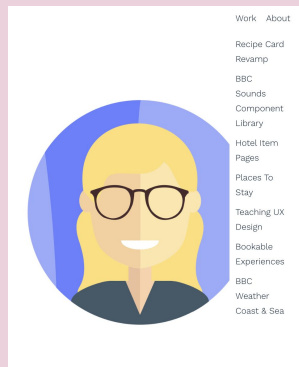 Work About
Recipe Card
Revamp
BBC
Sounds
Component
Library
Hotel Item
Pages
Places To
Stay
Teaching UX
Design
Bookable
Experiences
BBC
Weather
Coast & Sea